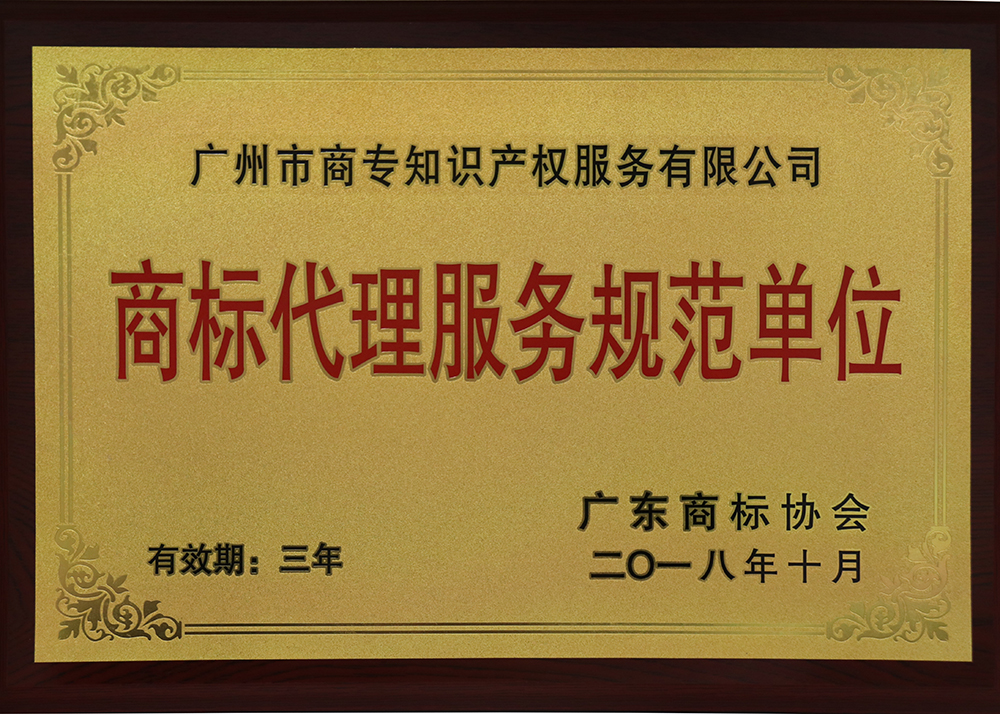 广州市商专知识产权服务有限公司
商标代理服务规范单位
广东商标协会
有效期：三年
二〇一八年十月